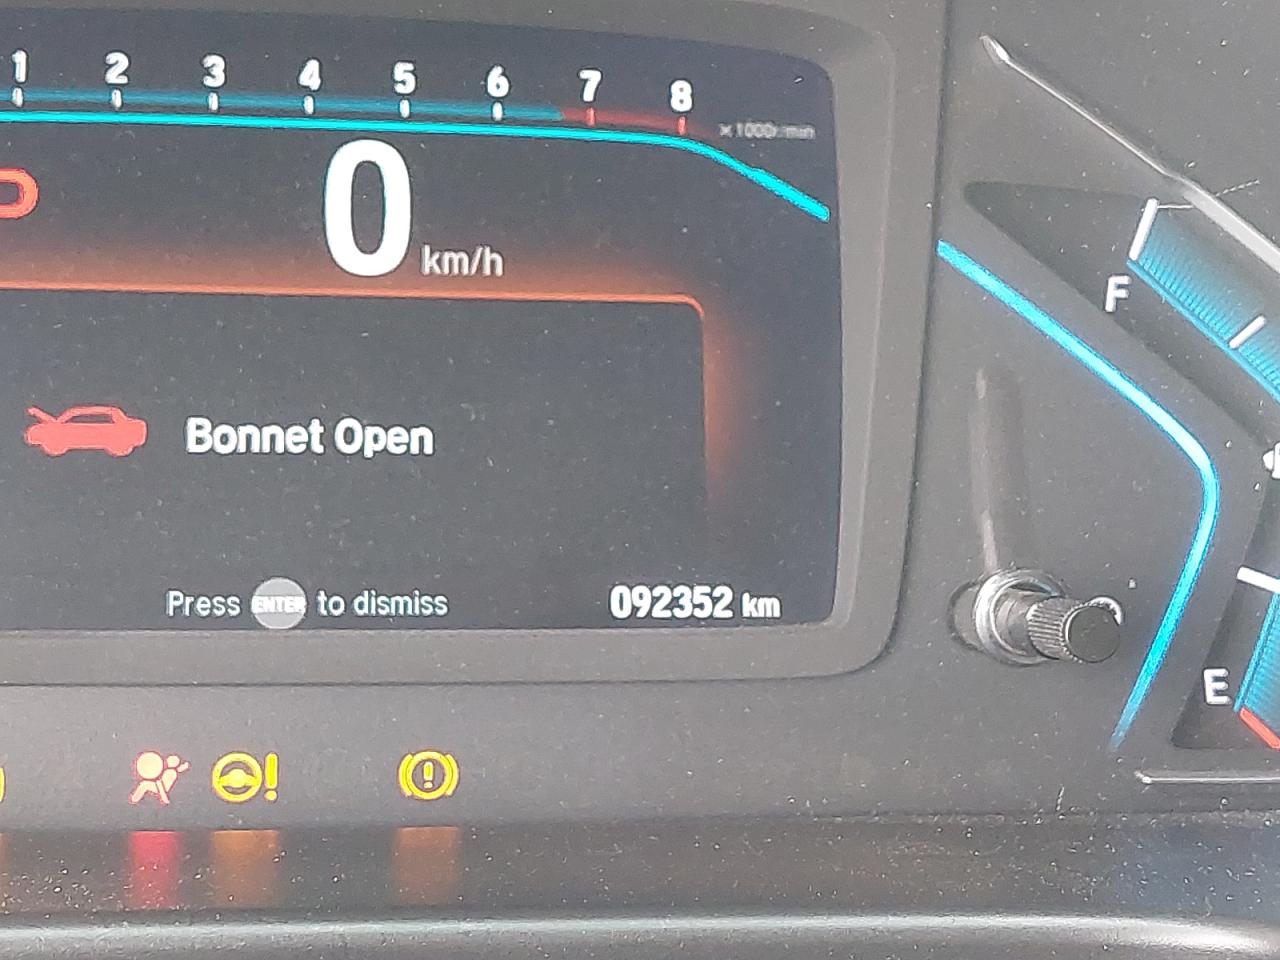 1 2 3 4 5 6 7 8
×1000r/min
0 km/h
F
Bonnet Open
Press ENTER to dismiss
092352 km
E